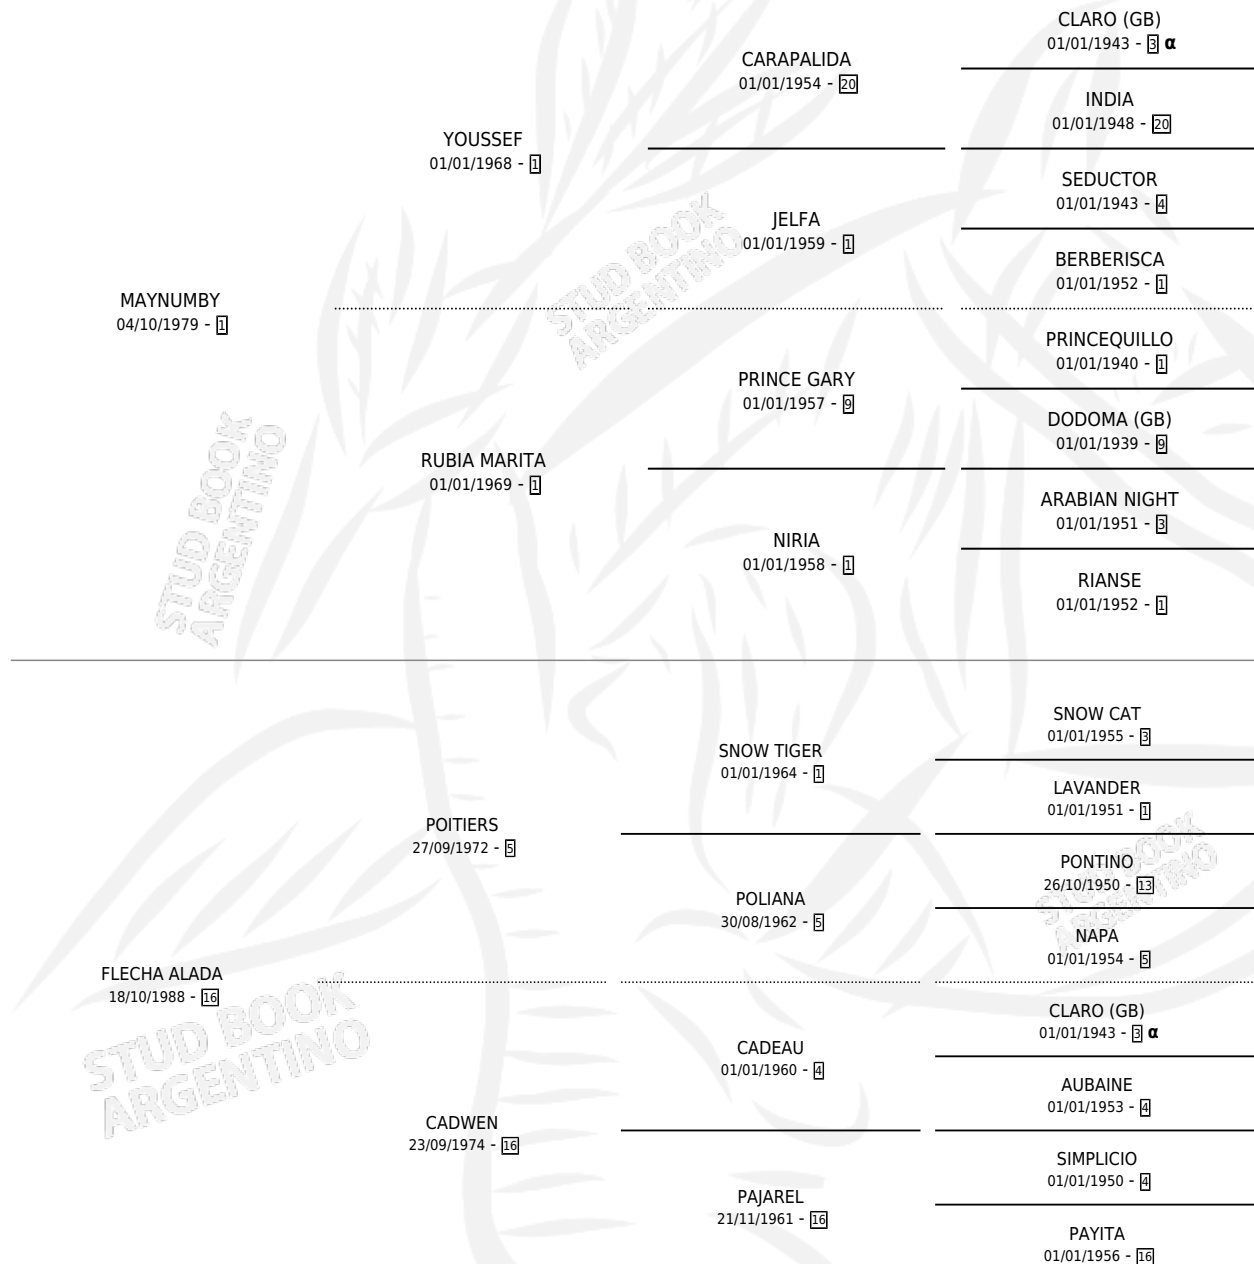 CLARO (GB)
01/01/1943 - 3 α
CARAPALIDA
01/01/1954 - 20
INDIA
01/01/1948 - 20
YOUSSEF
01/01/1968 - 1
SEDUCTOR
01/01/1943 - 4
JELFA
01/01/1959 - 1
BERBERISCA
01/01/1952 - 1
MAYNUMBY
04/10/1979 - 1
PRINCEQUILLO
01/01/1940 - 1
PRINCE GARY
01/01/1957 - 9
DODOMA (GB)
01/01/1939 - 9
RUBIA MARITA
01/01/1969 - 1
ARABIAN NIGHT
01/01/1951 - 3
NIRIA
01/01/1958 - 1
RIANSE
01/01/1952 - 1
SNOW CAT
01/01/1955 - 3
SNOW TIGER
01/01/1964 - 1
LAVANDER
01/01/1951 - 1
POITIERS
27/09/1972 - 5
PONTINO
26/10/1950 - 13
POLIANA
30/08/1962 - 5
NAPA
01/01/1954 - 5
FLECHA ALADA
18/10/1988 - 16
CLARO (GB)
01/01/1943 - 3 α
CADEAU
01/01/1960 - 4
AUBAINE
01/01/1953 - 4
CADWEN
23/09/1974 - 16
SIMPLICIO
01/01/1950 - 4
PAJAREL
21/11/1961 - 16
PAYITA
01/01/1956 - 16
STUD BOOK
ARGENTINO
STUD BOOK
ARGENTINO
STUD BOOK
ARGENTINO
STUD BOOK
ARGENTINO